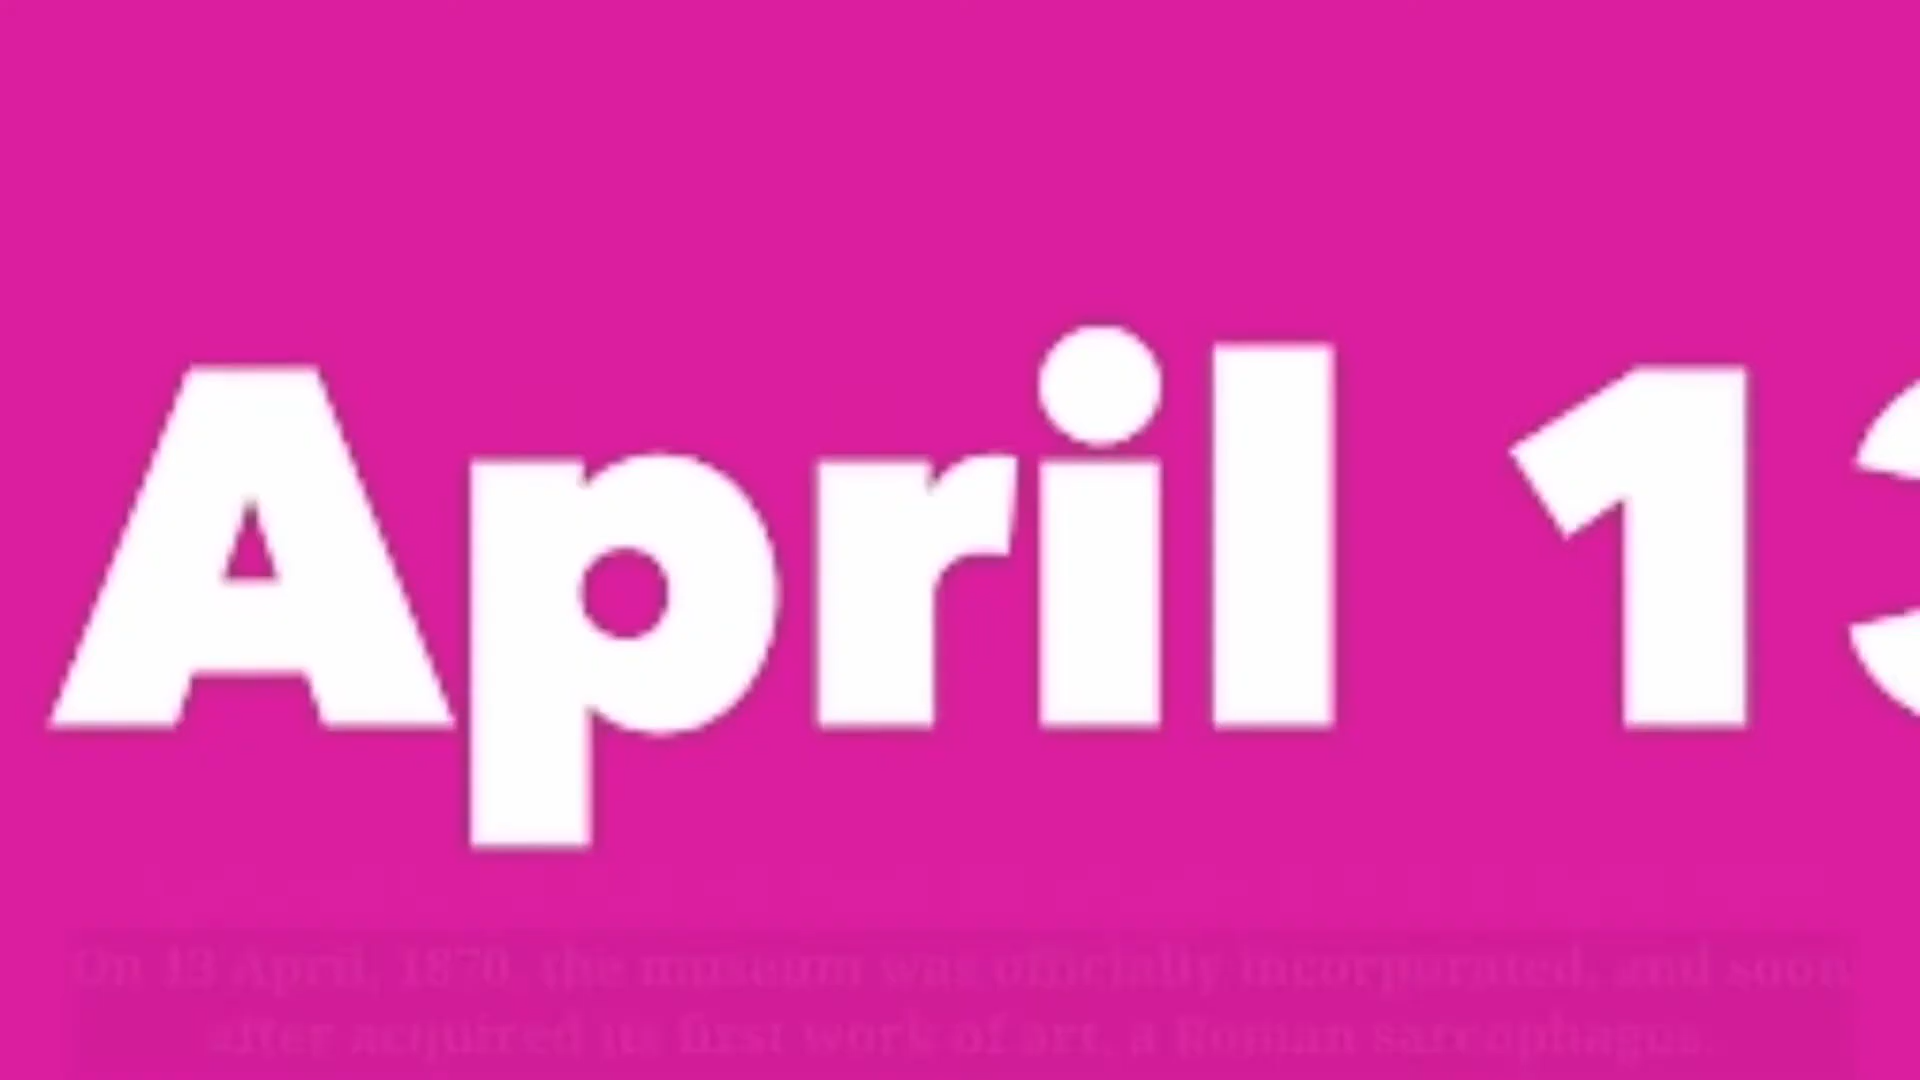 April 13
On 13 April, 1870, the museum was officially incorporated, and soon
after acquired its first work of art, a Roman sarcophagus.